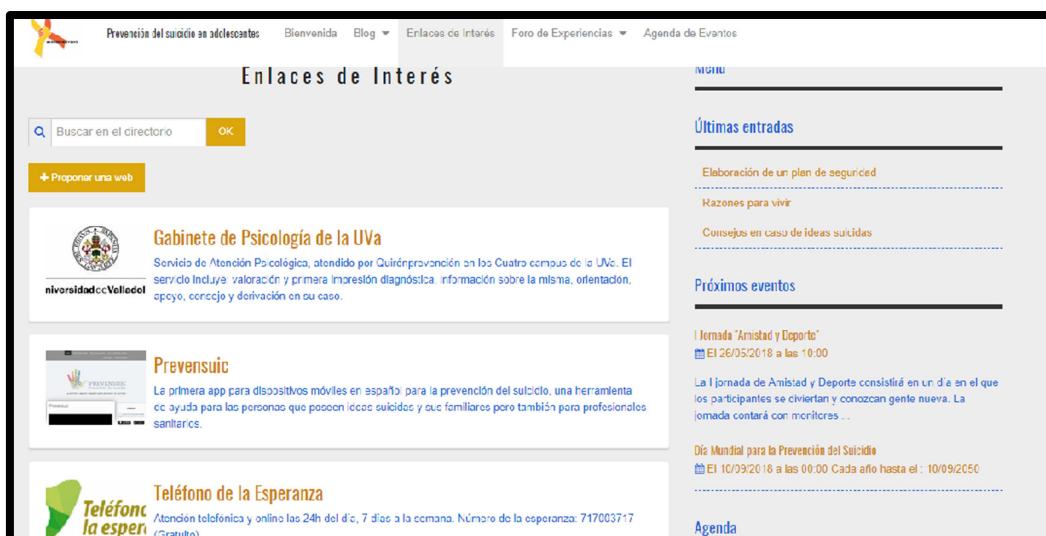 Prevención del suicidio en adolescentes
Bienvenida
Blog
Enlaces de Interés
Foro de Experiencias
Agenda de Eventos
Enlaces de Interés
Buscar en el directorio
OK
+ Proponer una web
Gabinete de Psicología de la UVa
Servicio de Atención Psicológica, atendido por Quirónprevención en los Cuatro campus de la UVa. El
servicio Incluye: valoración y primera Impresión diagnóstica, Información sobre la misma, orientación,
apoyo, consejo y derivación en su caso.
niversidaddeValladol
Prevensuic
La primera app para dispositivos móviles en español para la prevención del suicidio, una herramienta
de ayuda para las personas que poseen ideas suicidas y sus familiares pero también para profesionales
sanitarios.
PREVENSUIC
Teléfono de la Esperanza
Atención telefónica y online las 24h del día, 7 días a la semana. Número de la esperanza: 717003717
(Gratuito)
Teléfono
la esper
Menú
Últimas entradas
Elaboración de un plan de seguridad
Razones para vivir
Consejos en caso de ideas suicidas
Próximos eventos
I Jornada "Amistad y Deporte"
El 26/05/2018 a las 10:00
La I jornada de Amistad y Deporte consistirá en un día en el que
los participantes se diviertan y conozcan gente nueva. La
jornada contará con monitores ...
Día Mundial para la Prevención del Suicidio
El 10/09/2018 a las 00:00 Cada año hasta el : 10/09/2050
Agenda